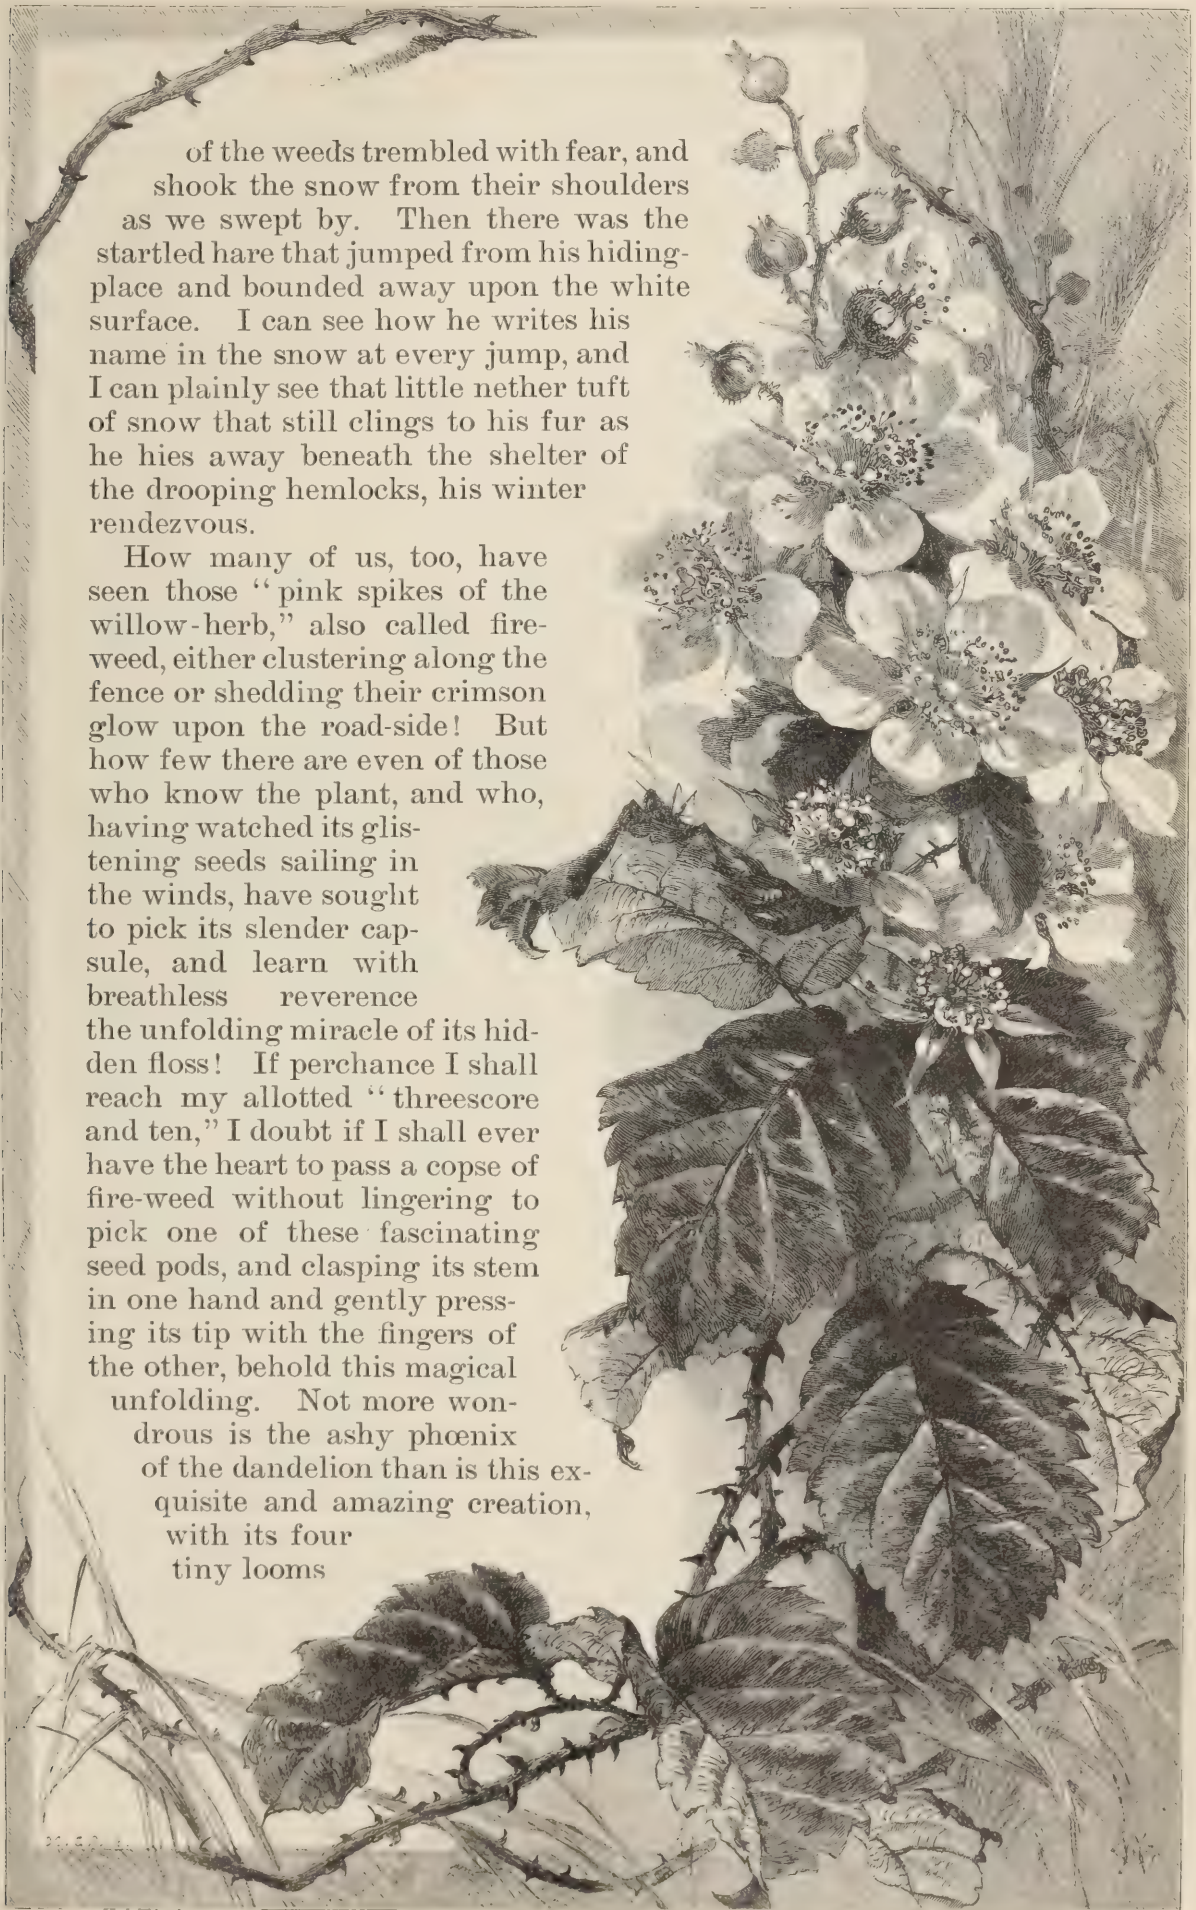 of the weeds trembled with fear, and
shook the snow from their shoulders
as we swept by. Then there was the
startled hare that jumped from his hiding-
place and bounded away upon the white
surface. I can see how he writes his
name in the snow at every jump, and
I can plainly see that little nether tuft
of snow that still clings to his fur as
he hies away beneath the shelter of
the drooping hemlocks, his winter
rendezvous.
How many of us, too, have
seen those “pink spikes of the
willow-herb,” also called fire-
weed, either clustering along the
fence or shedding their crimson
glow upon the road-side! But
how few there are even of those
who know the plant, and who,
having watched its glis-
tening seeds sailing in
the winds, have sought
to pick its slender cap-
sule, and learn with
breathless reverence
the unfolding miracle of its hid-
den floss! If perchance I shall
reach my allotted “threescore
and ten,” I doubt if I shall ever
have the heart to pass a copse of
fire-weed without lingering to
pick one of these fascinating
seed pods, and clasping its stem
in one hand and gently press-
ing its tip with the fingers of
the other, behold this magical
unfolding. Not more won-
drous is the ashy phœnix
of the dandelion than is this ex-
quisite and amazing creation,
with its four
tiny looms